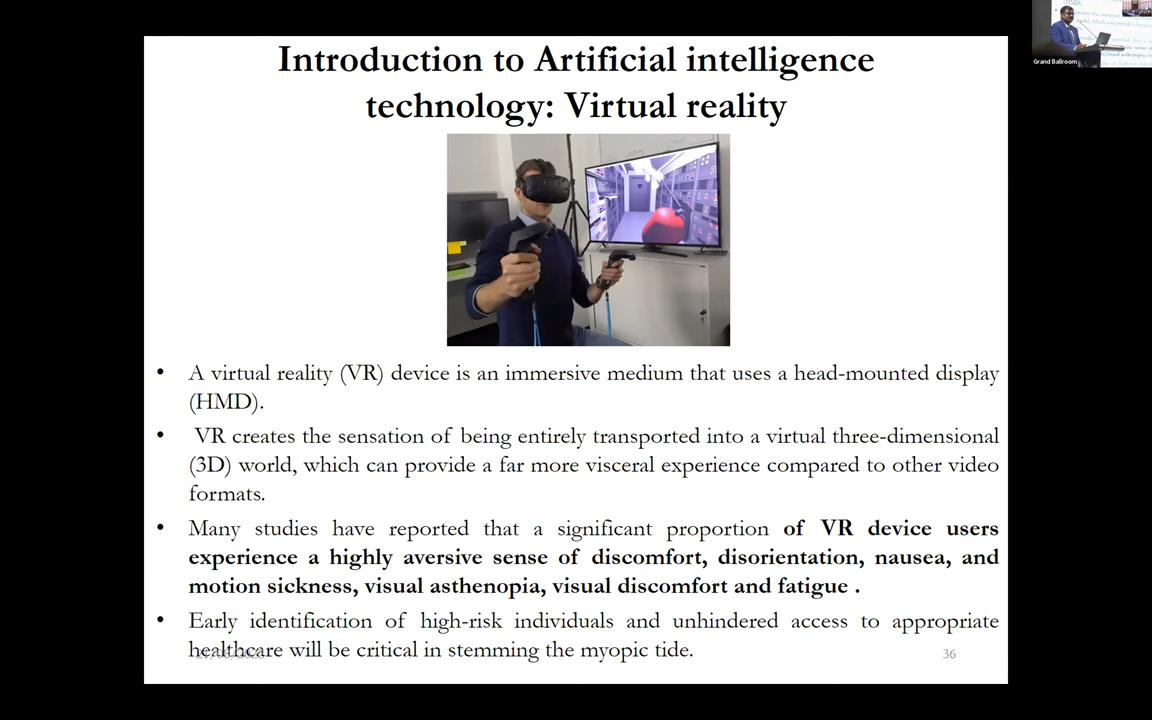 Introduction to Artificial intelligence
technology: Virtual reality
Grand Ballroom
• A virtual reality (VR) device is an immersive medium that uses a head-mounted display
(HMD).
• VR creates the sensation of being entirely transported into a virtual three-dimensional
(3D) world, which can provide a far more visceral experience compared to other video
formats.
• Many studies have reported that a significant proportion of VR device users
experience a highly aversive sense of discomfort, disorientation, nausea, and
motion sickness, visual asthenopia, visual discomfort and fatigue .
• Early identification of high-risk individuals and unhindered access to appropriate
healthcare will be critical in stemming the myopic tide.
36